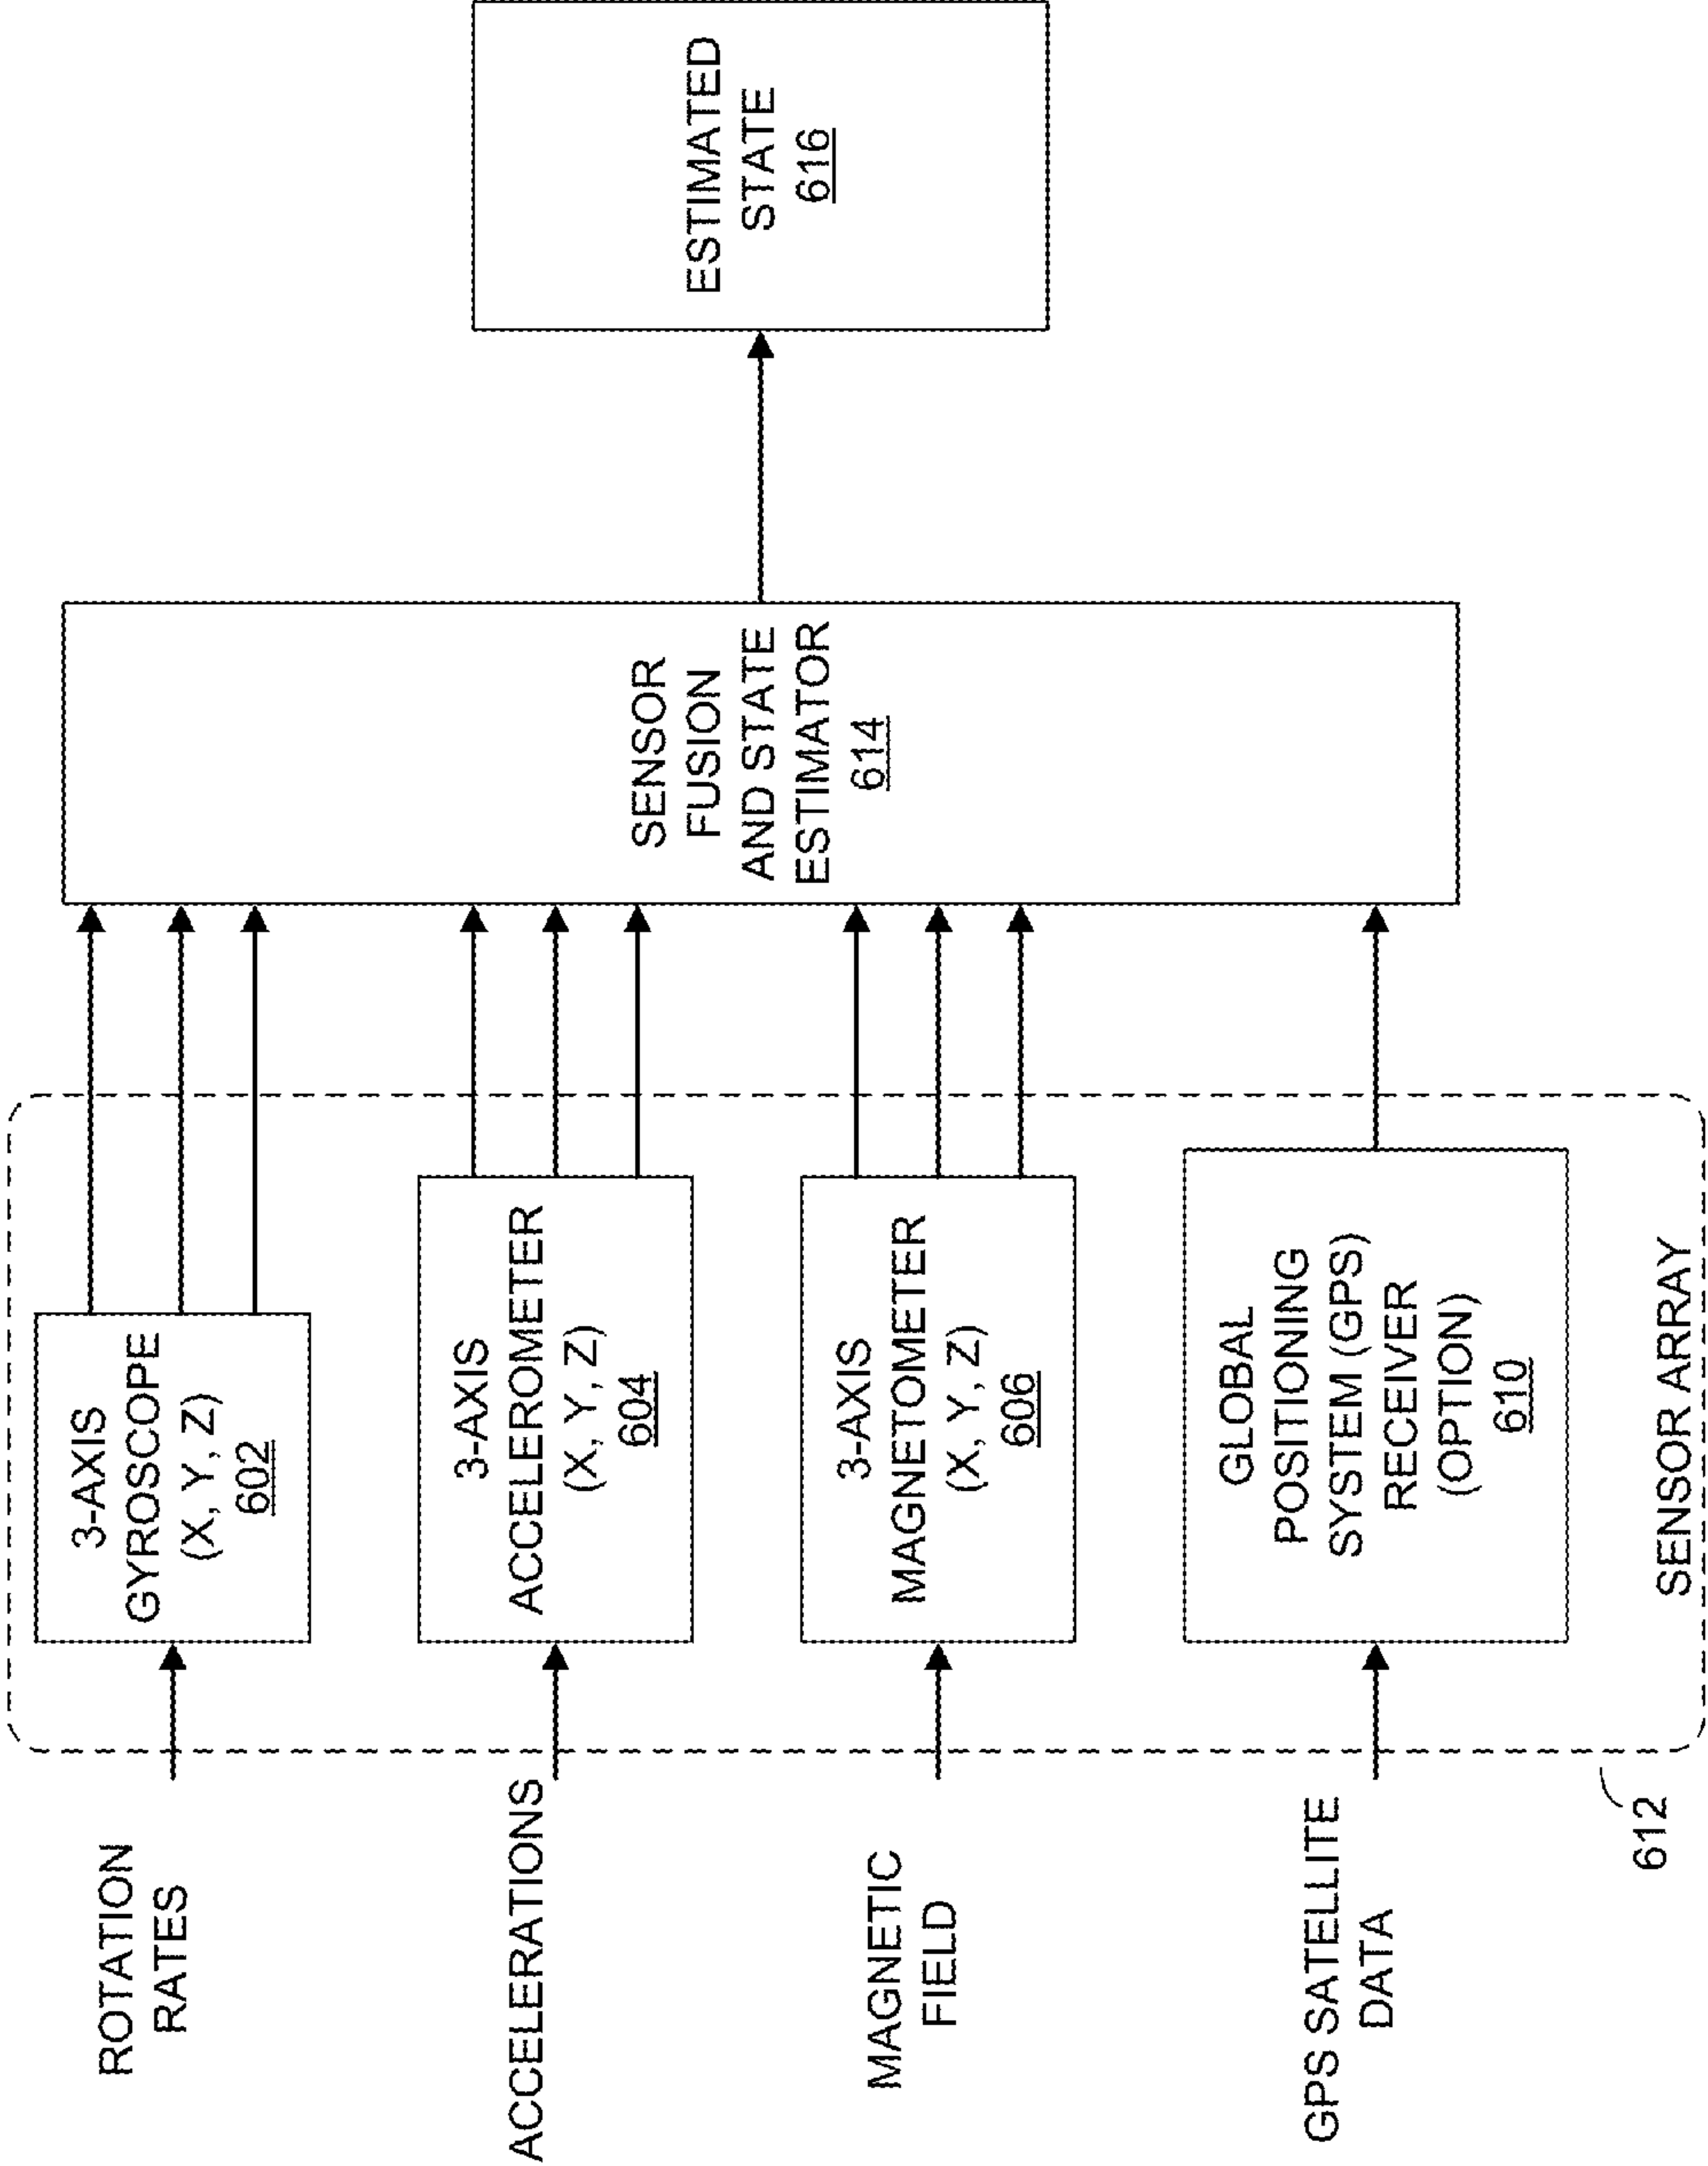 ROTATION
RATES
3-AXIS
GYROSCOPE
(X, Y, Z)
602
ACCELERATIONS
3-AXIS
ACCELEROMETER
(X, Y, Z)
604
MAGNETIC
FIELD
3-AXIS
MAGNETOMETER
(X, Y, Z)
606
GPS SATELLITE
DATA
GLOBAL
POSITIONING
SYSTEM (GPS)
RECEIVER
(OPTION)
610
612
SENSOR ARRAY
SENSOR
FUSION
AND STATE
ESTIMATOR
614
ESTIMATED
STATE
616